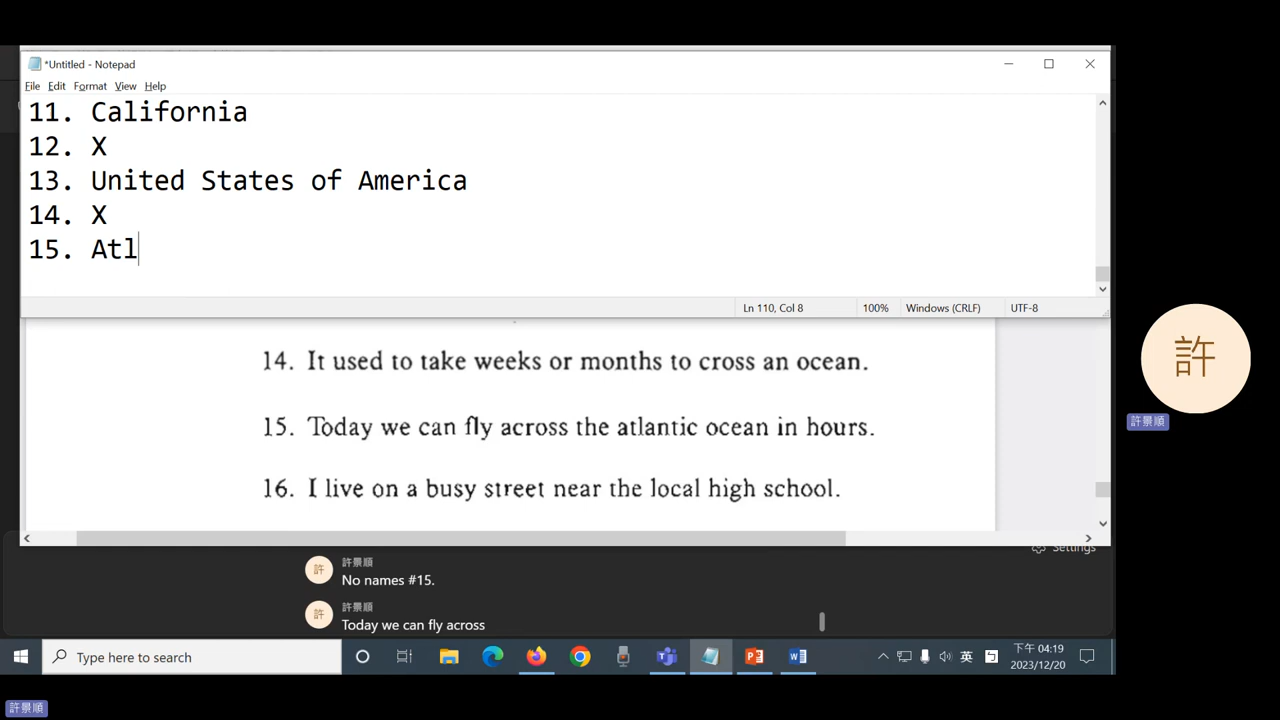 *Untitled - Notepad
File Edit Format View Help
11. California
12. X
13. United States of America
14. X
15. Atl
Ln 110, Col 8 100% Windows (CRLF) UTF-8
14. It used to take weeks or months to cross an ocean.
15. Today we can fly across the atlantic ocean in hours.
16. I live on a busy street near the local high school.
許
許景順
Settings
許 許景順
No names #15.
許 許景順
Today we can fly across
Type here to search
英
下午 04:19
2023/12/20
許景順